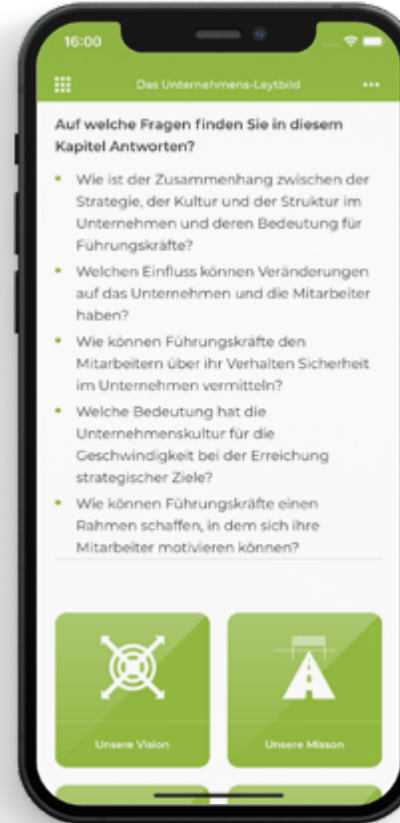 16:00
Das Unternehmens-Leytbild
Auf welche Fragen finden Sie in diesem
Kapitel Antworten?
• Wie ist der Zusammenhang zwischen der
Strategie, der Kultur und der Struktur im
Unternehmen und deren Bedeutung für
Führungskräfte?
• Welchen Einfluss können Veränderungen
auf das Unternehmen und die Mitarbeiter
haben?
• Wie können Führungskräfte den
Mitarbeitern über ihr Verhalten Sicherheit
im Unternehmen vermitteln?
• Welche Bedeutung hat die
Unternehmenskultur für die
Geschwindigkeit bei der Erreichung
strategischer Ziele?
• Wie können Führungskräfte einen
Rahmen schaffen, in dem sich ihre
Mitarbeiter motivieren können?
Unsere Vision
Unsere Misson